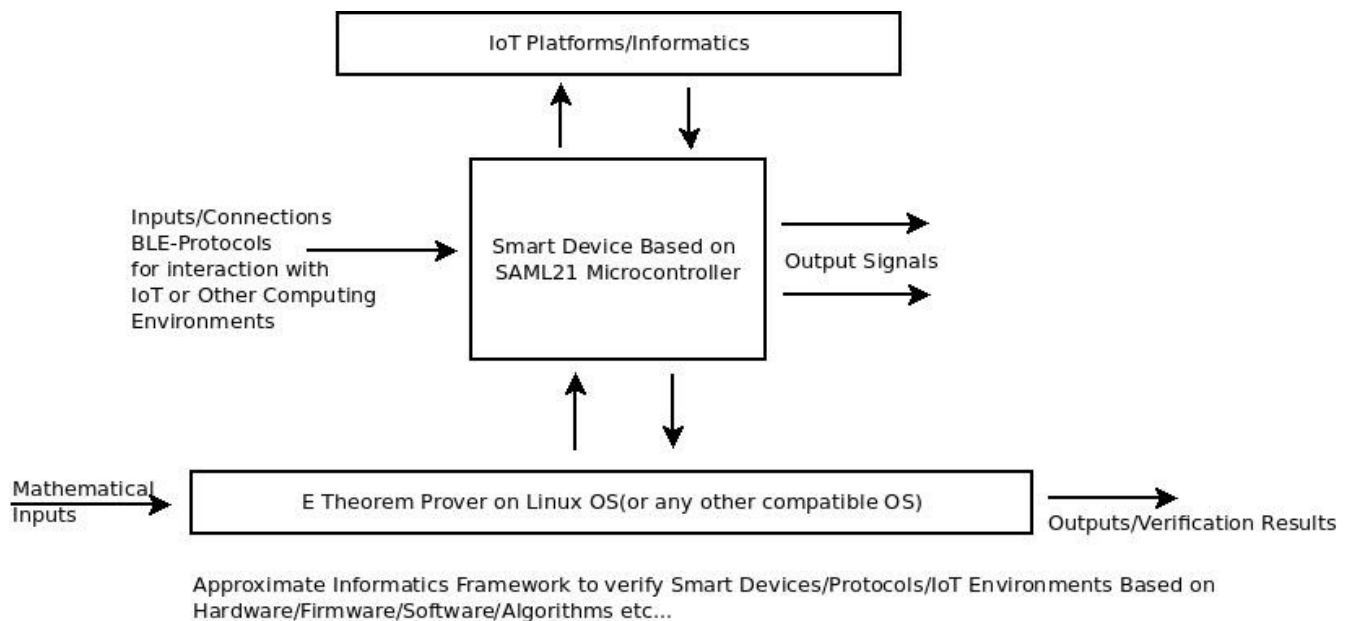 IoT Platforms/Informatics
Inputs/Connections
BLE-Protocols
for interaction with
IoT or Other Computing
Environments
Smart Device Based on
SAML21 Microcontroller
Output Signals
Mathematical
Inputs
E Theorem Prover on Linux OS(or any other compatible OS)
Outputs/Verification Results
Approximate Informatics Framework to verify Smart Devices/Protocols/IoT Environments Based on
Hardware/Firmware/Software/Algorithms etc...